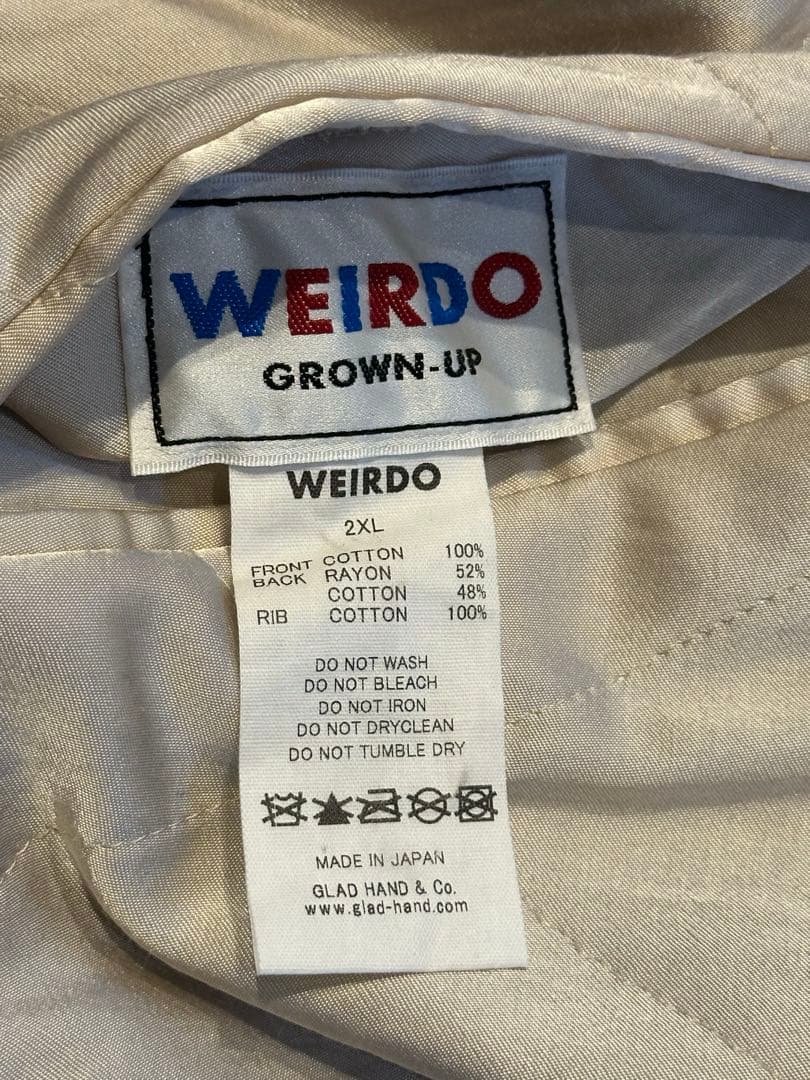 WEIRDO
GROWN-UP
WEIRDO
2XL
FRONT COTTON 100%
BACK RAYON 52%
COTTON 48%
RIB COTTON 100%
DO NOT WASH
DO NOT BLEACH
DO NOT IRON
DO NOT DRYCLEAN
DO NOT TUMBLE DRY
MADE IN JAPAN
GLAD HAND & Co.
www.glad-hand.com